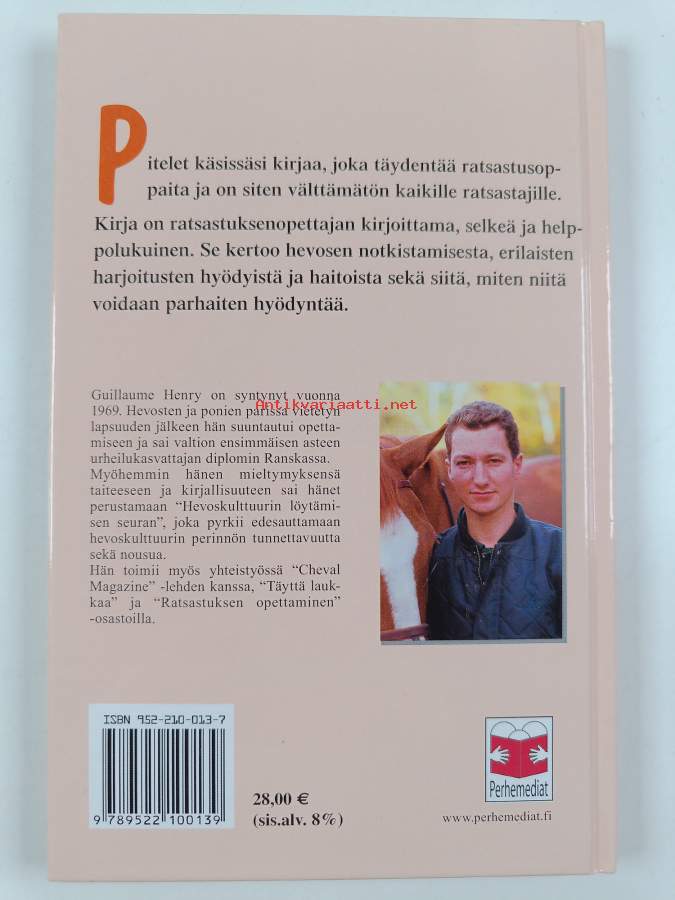 Pitelet käsissäsi kirjaa, joka täydentää ratsastusop-
paita ja on siten välttämätön kaikille ratsastajille.
Kirja on ratsastuksenopettajan kirjoittama, selkeä ja help-
polukuinen. Se kertoo hevosen notkistamisesta, erilaisten
harjoitusten hyödyistä ja haitoista sekä siitä, miten niitä
voidaan parhaiten hyödyntää.
Guillaume Henry on syntynyt vuonna
1969. Hevosten ja ponien parissa vietetyn
lapsuuden jälkeen hän suuntautui opetta-
miseen ja sai valtion ensimmäisen asteen
urheilukasvattajan diplomin Ranskassa.
Myöhemmin hänen mieltymyksensä
taiteeseen ja kirjallisuuteen sai hänet
perustamaan “Hevoskulttuurin löytämi-
sen seuran”, joka pyrkii edesauttamaan
hevoskulttuurin perinnön tunnettavuutta
sekä nousua.
Hän toimii myös yhteistyössä “Cheval
Magazine” -lehden kanssa, “Täyttä lauk-
kaa” ja “Ratsastuksen opettaminen”
-osastoilla.
Antikvariaatti.net
ISBN 952-210-013-7
9 789522 100139
28,00 €
(sis.alv. 8%)
Perhemediat
www.perhemediat.fi